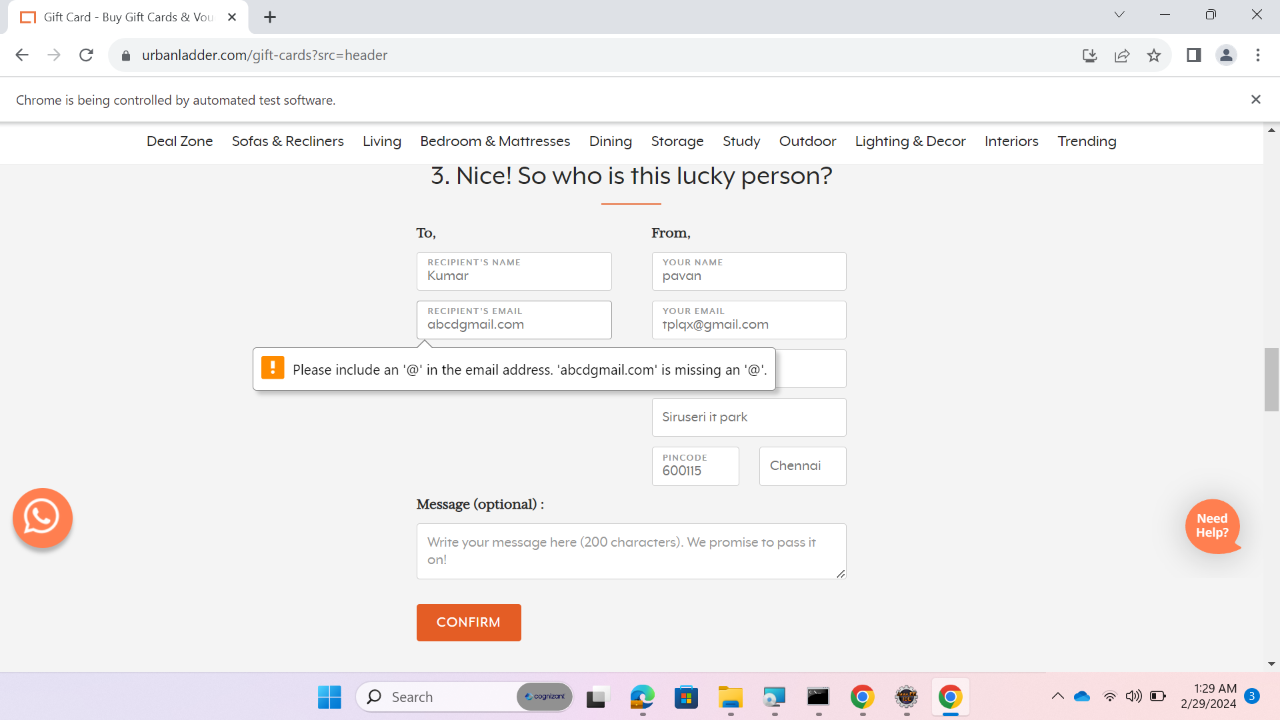 Gift Card - Buy Gift Cards & Vou
urbanladder.com/gift-cards?src=header
Chrome is being controlled by automated test software.
Deal Zone Sofas & Recliners Living Bedroom & Mattresses Dining Storage Study Outdoor Lighting & Decor Interiors Trending
3. Nice! So who is this lucky person?
To,
From,
RECIPIENT'S NAME
Kumar
YOUR NAME
pavan
RECIPIENT'S EMAIL
abcdgmail.com
YOUR EMAIL
tplqx@gmail.com
Please include an '@' in the email address. 'abcdgmail.com' is missing an '@'.
Siruseri it park
PINCODE
600115
Chennai
Message (optional) :
Write your message here (200 characters). We promise to pass it
on!
CONFIRM
Need
Help?
Search
cognizant
1:29 AM
2/29/2024
3